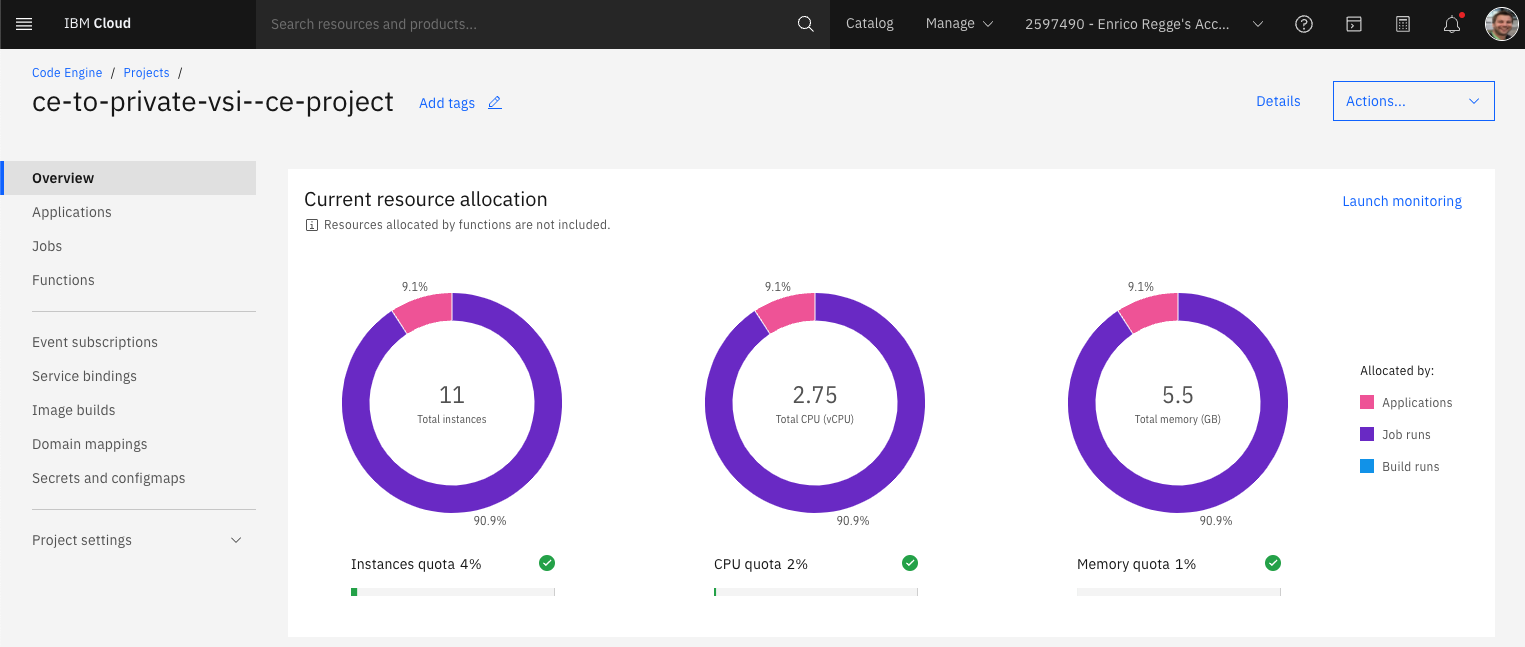 IBM Cloud
Search resources and products...
Catalog
Manage
2597490 - Enrico Regge's Acc...
Code Engine / Projects /
ce-to-private-vsi--ce-project
Add tags
Details
Actions...
Overview
Applications
Jobs
Functions
Event subscriptions
Service bindings
Image builds
Domain mappings
Secrets and configmaps
Project settings
Current resource allocation
Launch monitoring
Resources allocated by functions are not included.
9.1%
11
Total instances
90.9%
Instances quota 4%
9.1%
2.75
Total CPU (vCPU)
90.9%
CPU quota 2%
9.1%
5.5
Total memory (GB)
90.9%
Memory quota 1%
Allocated by:
Applications
Job runs
Build runs